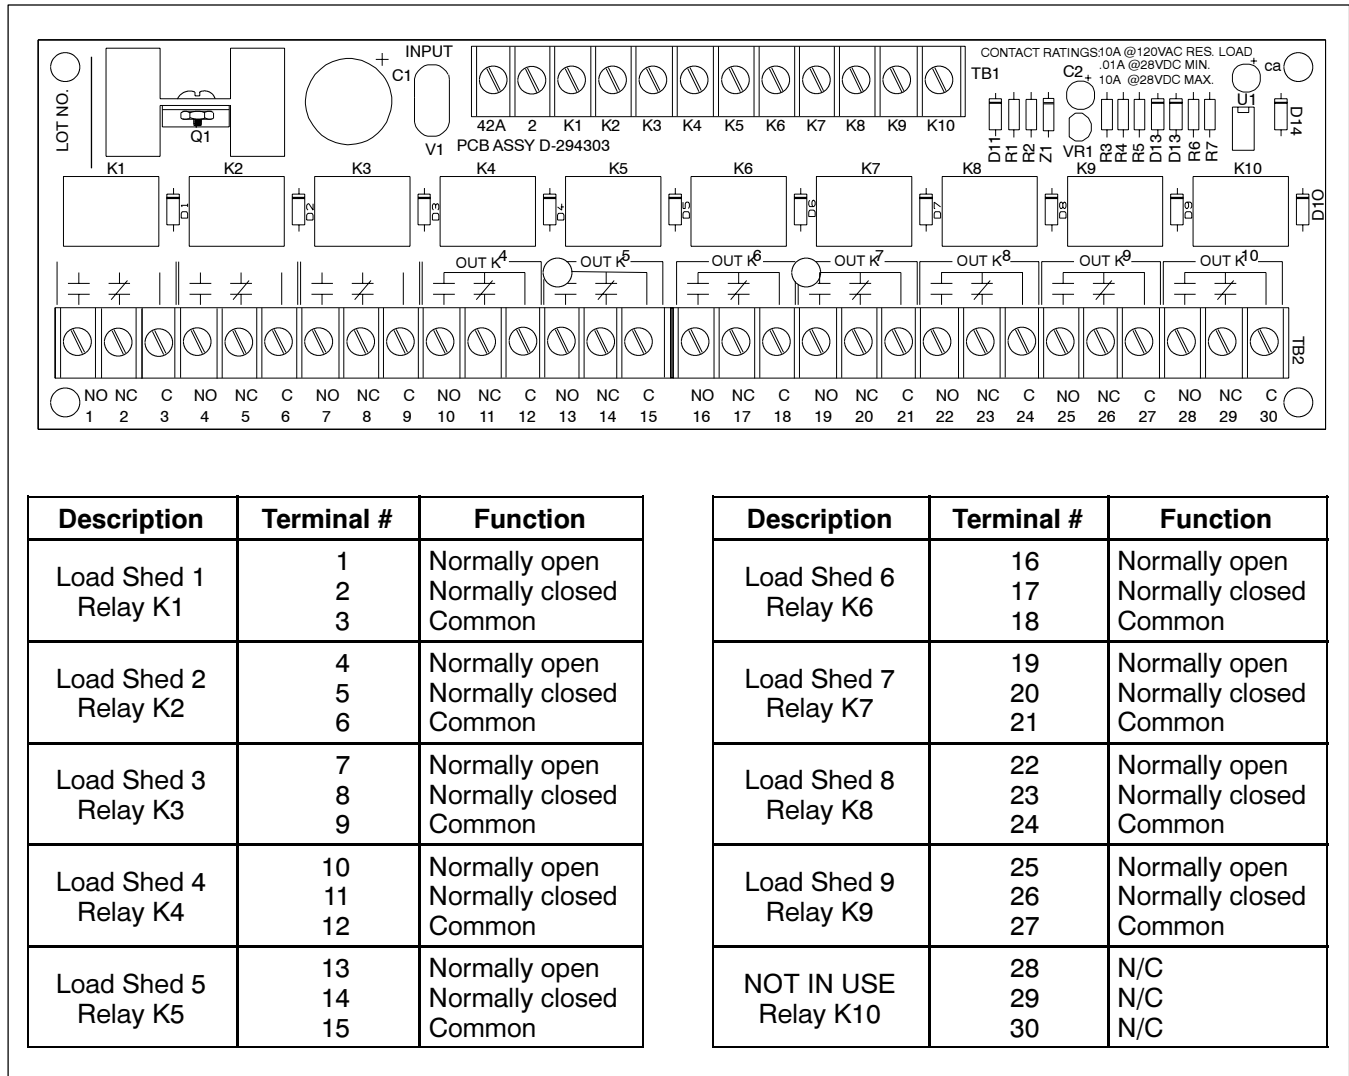 INPUT
CONTACT RATINGS:10A @120VAC RES. LOAD
.01A @28VDC MIN.
10A @28VDC MAX.
LOT NO.
Q1
C1
+
V1
TB1
C2
+
+
ca
U1
D14
42A 2 K1 K2 K3 K4 K5 K6 K7 K8 K9 K10
PCB ASSY D-294303
D11 R1 R2 Z1 VR1 R3 R4 R5 D13 D13 R6 R7
K1 K2 K3 K4 K5 K6 K7 K8 K9 K10
D1 D2 D3 D4 D5 D6 D7 D8 D9 D10
OUT K4 OUT K5 OUT K6 OUT K7 OUT K8 OUT K9 OUT K10
TB2
NO NC C NO NC C NO NC C NO NC C NO NC C NO NC C NO NC C NO NC C NO NC C NO NC C
1 2 3 4 5 6 7 8 9 10 11 12 13 14 15 16 17 18 19 20 21 22 23 24 25 26 27 28 29 30
Description Terminal # Function
Load Shed 1
Relay K1
1 Normally open
2 Normally closed
3 Common
Load Shed 2
Relay K2
4 Normally open
5 Normally closed
6 Common
Load Shed 3
Relay K3
7 Normally open
8 Normally closed
9 Common
Load Shed 4
Relay K4
10 Normally open
11 Normally closed
12 Common
Load Shed 5
Relay K5
13 Normally open
14 Normally closed
15 Common
Description Terminal # Function
Load Shed 6
Relay K6
16 Normally open
17 Normally closed
18 Common
Load Shed 7
Relay K7
19 Normally open
20 Normally closed
21 Common
Load Shed 8
Relay K8
22 Normally open
23 Normally closed
24 Common
Load Shed 9
Relay K9
25 Normally open
26 Normally closed
27 Common
NOT IN USE
Relay K10
28 N/C
29 N/C
30 N/C